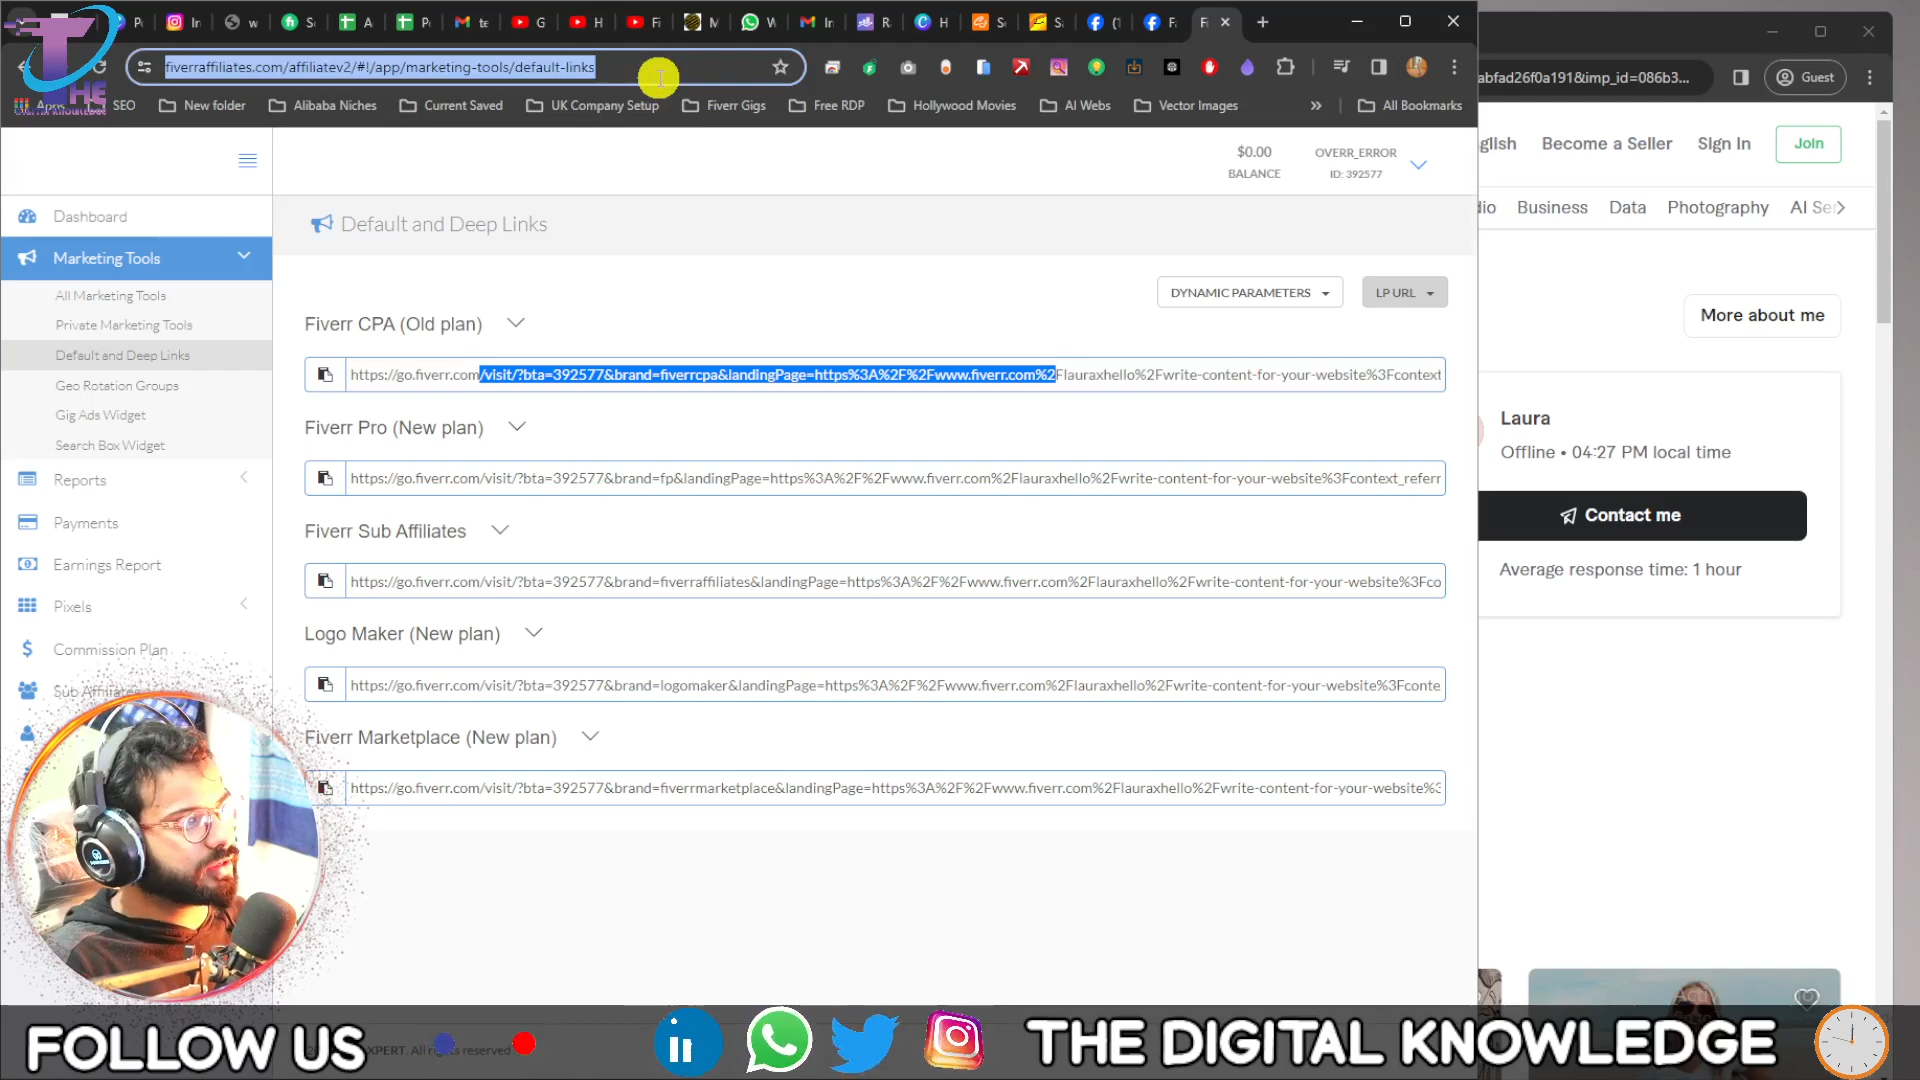 fiverraffiliates.com/affiliatev2/#!/app/marketing-tools/default-links
abfad26f0a191&imp_id=086b3...
Guest
Apps
SEO
New folder
Alibaba Niches
Current Saved
UK Company Setup
Fiverr Gigs
Free RDP
Hollywood Movies
AI Webs
Vector Images
»
All Bookmarks
glish
Become a Seller
Sign In
Join
$0.00
BALANCE
OVERR_ERROR
ID: 392577
dio
Business
Data
Photography
AI Ser
Dashboard
Marketing Tools
All Marketing Tools
Private Marketing Tools
Default and Deep Links
Geo Rotation Groups
Gig Ads Widget
Search Box Widget
Reports
Payments
Earnings Report
Pixels
Commission Plan
Sub Affiliates
Default and Deep Links
DYNAMIC PARAMETERS
LP URL
Fiverr CPA (Old plan)
https://go.fiverr.com/visit/?bta=392577&brand=fiverrcpa&landingPage=https%3A%2F%2Fwww.fiverr.com%2Flauraxhello%2Fwrite-content-for-your-website%3Fcontext
Fiverr Pro (New plan)
https://go.fiverr.com/visit/?bta=392577&brand=fp&landingPage=https%3A%2F%2Fwww.fiverr.com%2Flauraxhello%2Fwrite-content-for-your-website%3Fcontext_referr
Fiverr Sub Affiliates
https://go.fiverr.com/visit/?bta=392577&brand=fiverraffiliates&landingPage=https%3A%2F%2Fwww.fiverr.com%2Flauraxhello%2Fwrite-content-for-your-website%3Fco
Logo Maker (New plan)
https://go.fiverr.com/visit/?bta=392577&brand=logomaker&landingPage=https%3A%2F%2Fwww.fiverr.com%2Flauraxhello%2Fwrite-content-for-your-website%3Fconte
Fiverr Marketplace (New plan)
https://go.fiverr.com/visit/?bta=392577&brand=fiverrmarketplace&landingPage=https%3A%2F%2Fwww.fiverr.com%2Flauraxhello%2Fwrite-content-for-your-website%3
More about me
Laura
Offline • 04:27 PM local time
Contact me
Average response time: 1 hour
FOLLOW US
THE DIGITAL KNOWLEDGE